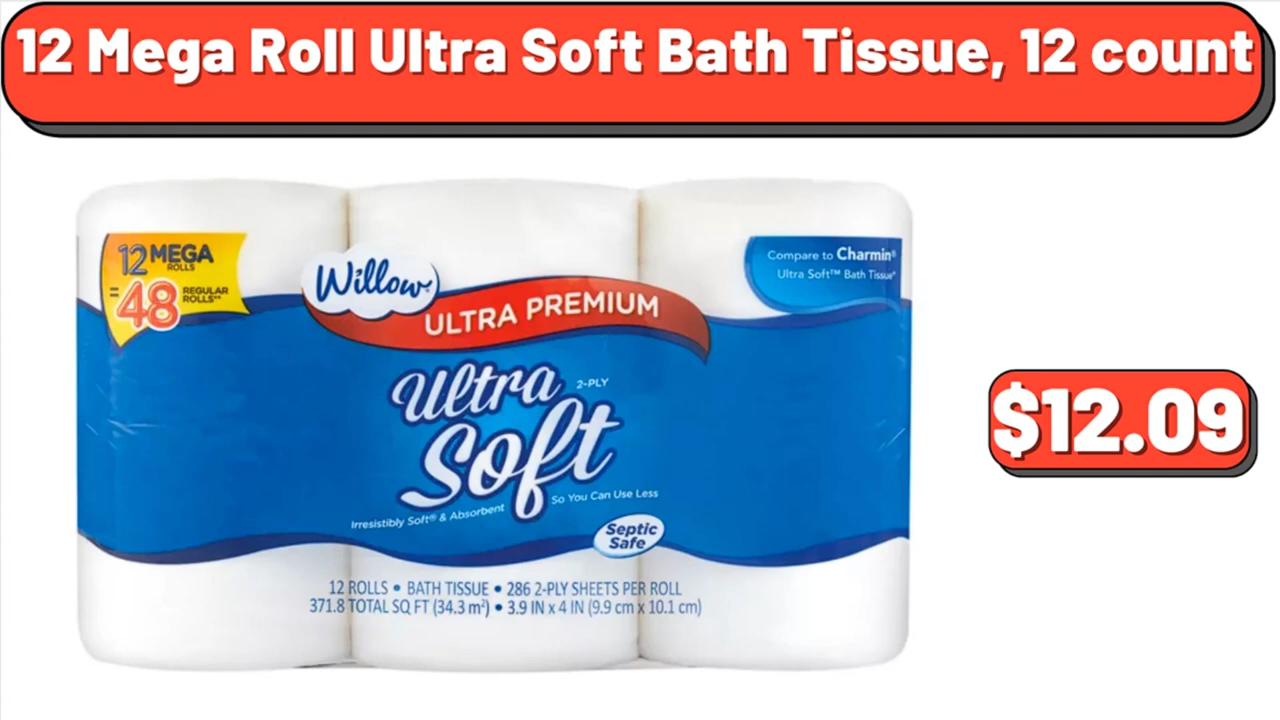 12 Mega Roll Ultra Soft Bath Tissue, 12 count
12 MEGA
ROLLS
= 48 REGULAR
ROLLS**
Willow®
ULTRA PREMIUM
Compare to Charmin®
Ultra Soft™ Bath Tissue*
Ultra 2-PLY
Soft
Irresistibly Soft® & Absorbent So You Can Use Less
Septic
Safe
12 ROLLS • BATH TISSUE • 286 2-PLY SHEETS PER ROLL
371.8 TOTAL SQ FT (34.3 m²) • 3.9 IN x 4 IN (9.9 cm x 10.1 cm)
$12.09